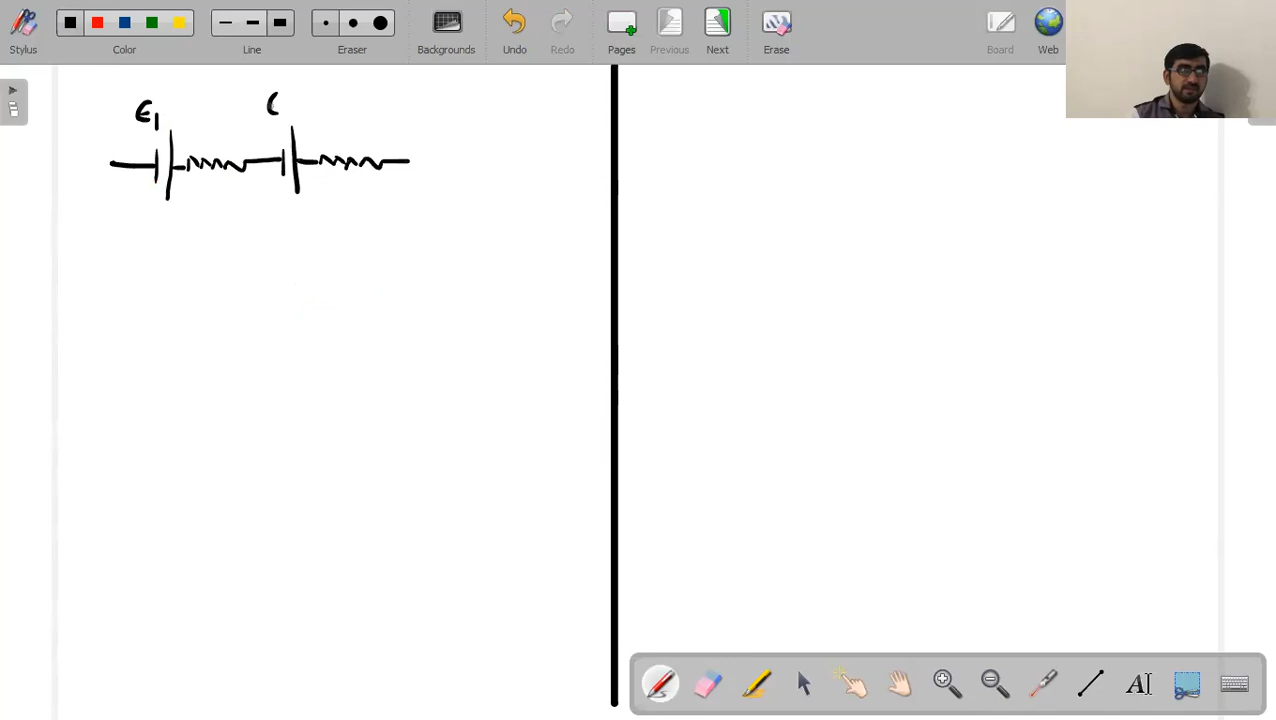 Stylus
Color
Line
Eraser
Backgrounds
Undo
Redo
Pages
Previous
Next
Erase
Board
Web
ε1